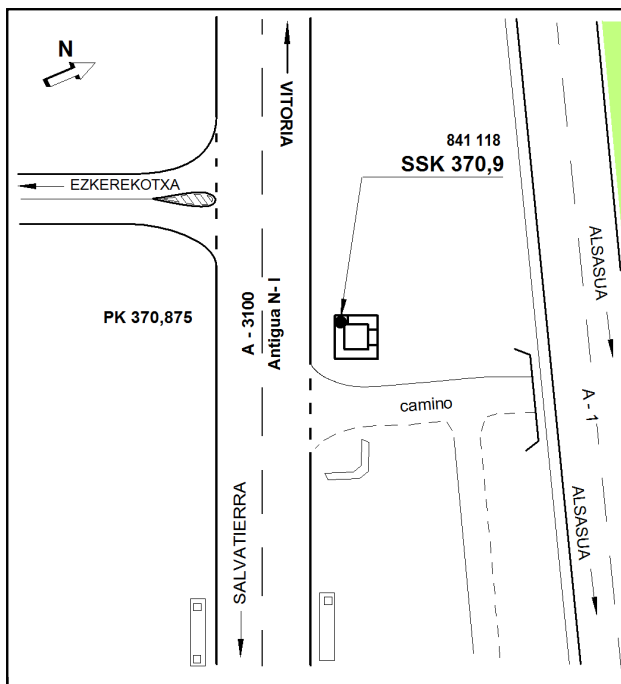 N
VITORIA
841 118
SSK 370,9
EZKEREKOTXA
ALSASUA
PK 370,875
A - 3100
Antigua N- I
camino
A - 1
SALVATIERRA
ALSASUA